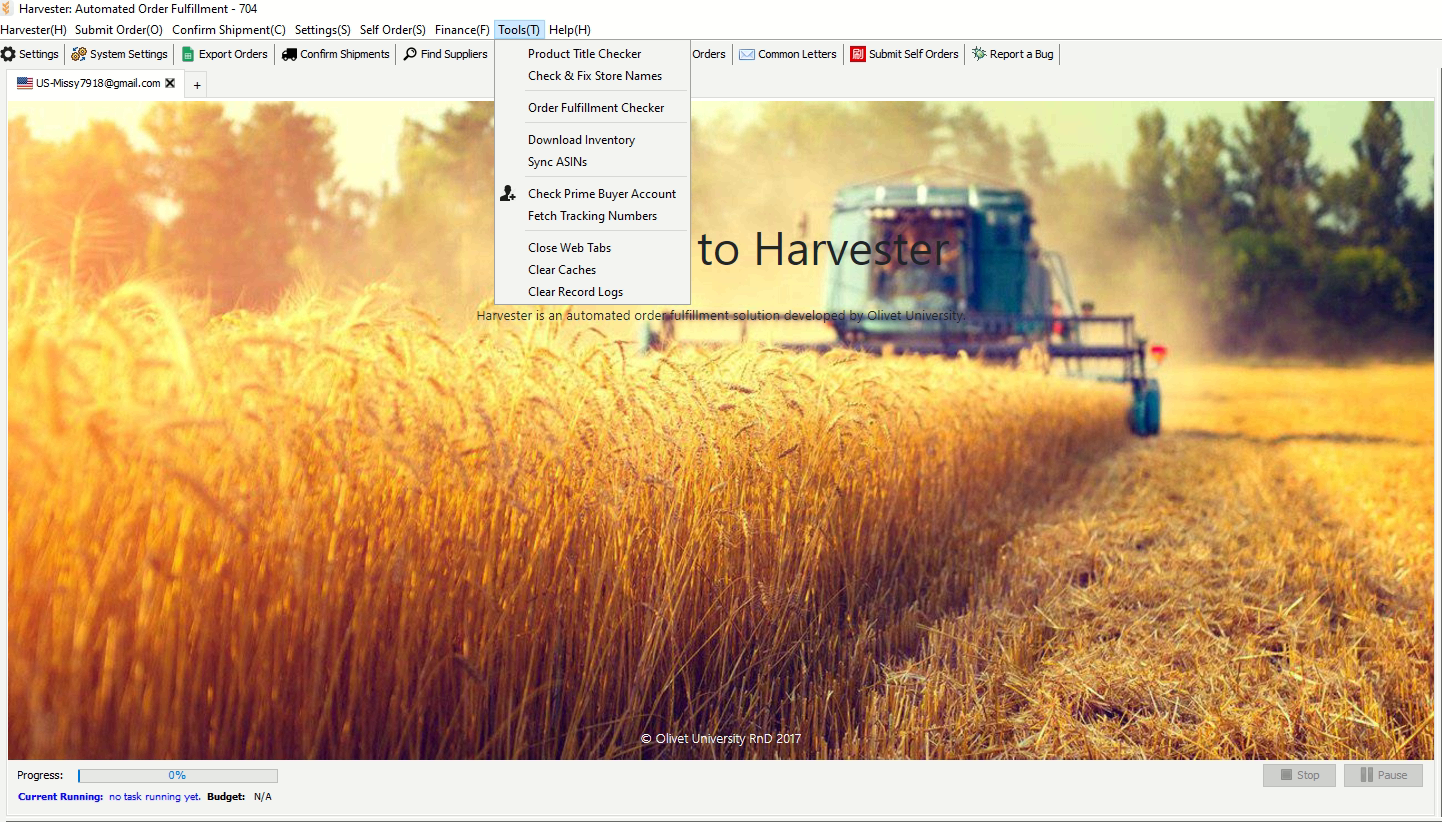 Harvester: Automated Order Fulfillment - 704
Harvester(H) Submit Order(O) Confirm Shipment(C) Settings(S) Self Order(S) Finance(F) Tools(T) Help(H)
Settings System Settings Export Orders Confirm Shipments Find Suppliers Orders Common Letters Submit Self Orders Report a Bug
US-Missy7918@gmail.com +
Product Title Checker
Check & Fix Store Names
Order Fulfillment Checker
Download Inventory
Sync ASINs
Check Prime Buyer Account
Fetch Tracking Numbers
Close Web Tabs
Clear Caches
Clear Record Logs
to Harvester
Harvester is an automated order fulfillment solution developed by Olivet University.
© Olivet University RnD 2017
Progress: 0% Stop Pause
Current Running: no task running yet. Budget: N/A